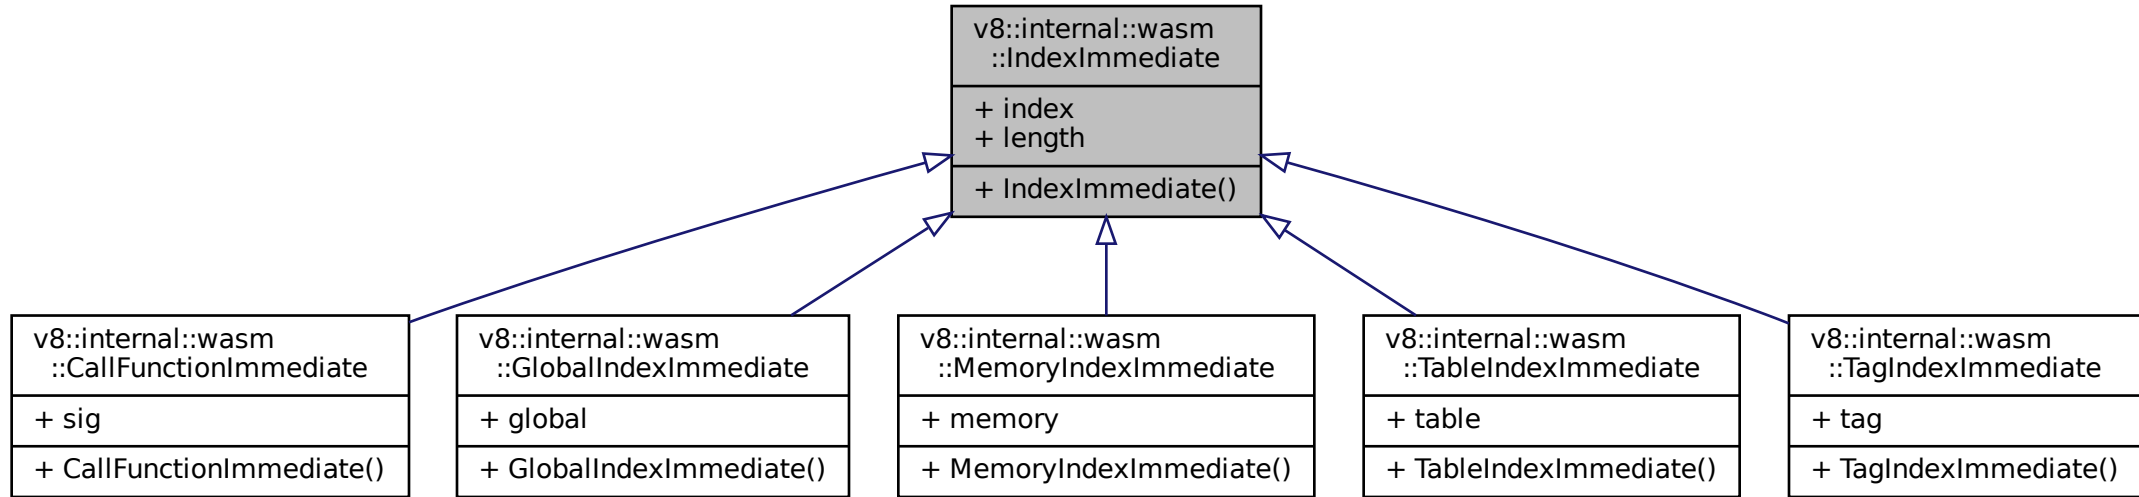 v8::internal::wasm
::IndexImmediate
+ index
+ length
+ IndexImmediate()
v8::internal::wasm
::CallFunctionImmediate
+ sig
+ CallFunctionImmediate()
v8::internal::wasm
::GlobalIndexImmediate
+ global
+ GlobalIndexImmediate()
v8::internal::wasm
::MemoryIndexImmediate
+ memory
+ MemoryIndexImmediate()
v8::internal::wasm
::TableIndexImmediate
+ table
+ TableIndexImmediate()
v8::internal::wasm
::TagIndexImmediate
+ tag
+ TagIndexImmediate()